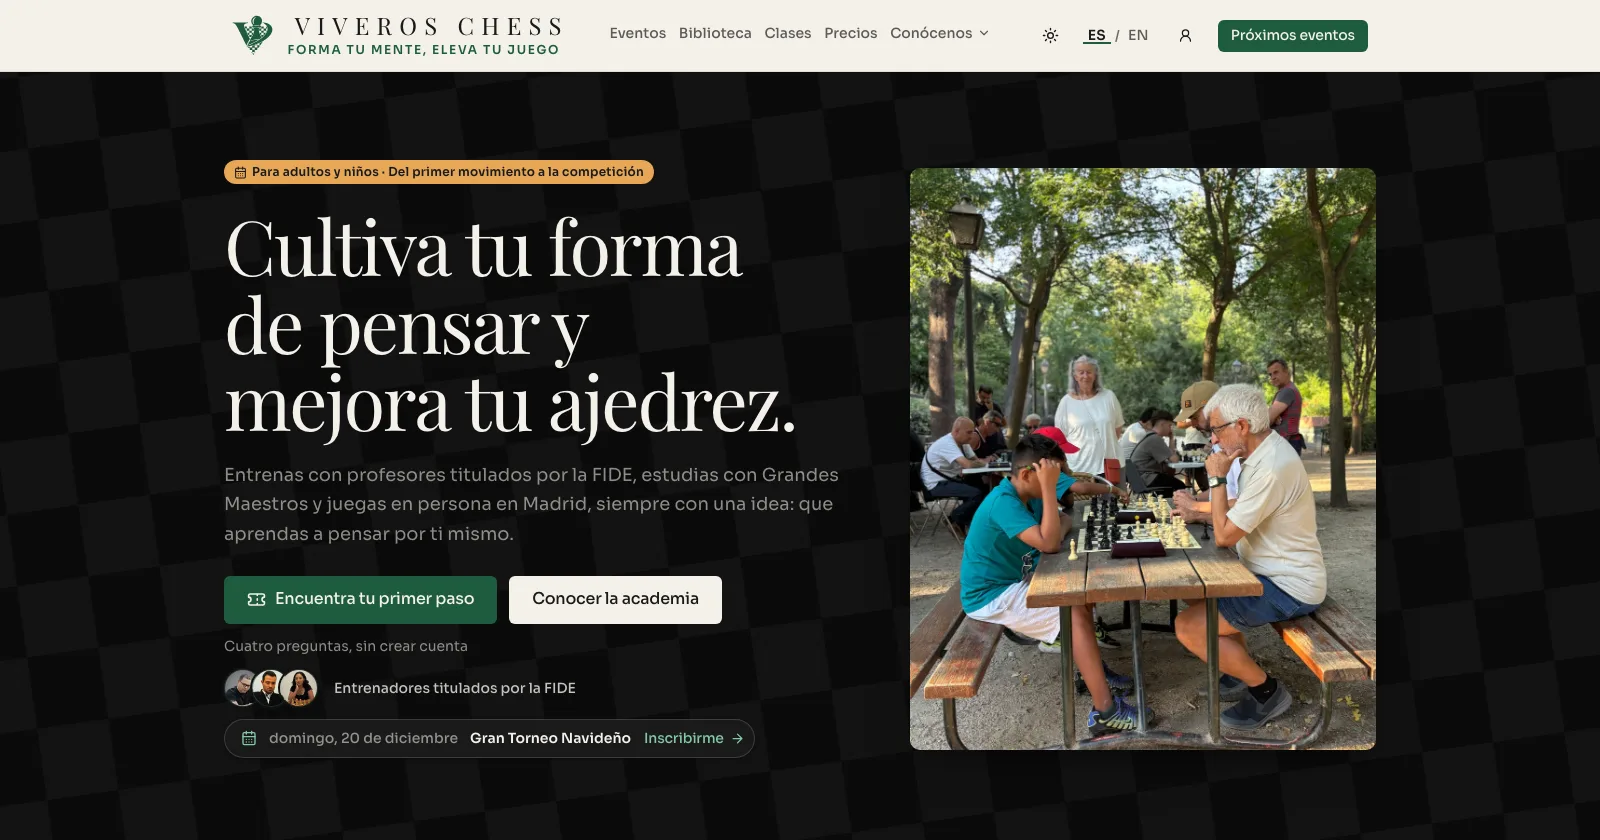 VIVEROS CHESS
FORMA TU MENTE, ELEVA TU JUEGO
Eventos Biblioteca Clases Precios Conócenos
ES / EN
Próximos eventos
Para adultos y niños · Del primer movimiento a la competición
Cultiva tu forma
de pensar y
mejora tu ajedrez.
Entrenas con profesores titulados por la FIDE, estudias con Grandes
Maestros y juegas en persona en Madrid, siempre con una idea: que
aprendas a pensar por ti mismo.
Encuentra tu primer paso
Conocer la academia
Cuatro preguntas, sin crear cuenta
Entrenadores titulados por la FIDE
domingo, 20 de diciembre Gran Torneo Navideño Inscribirme →